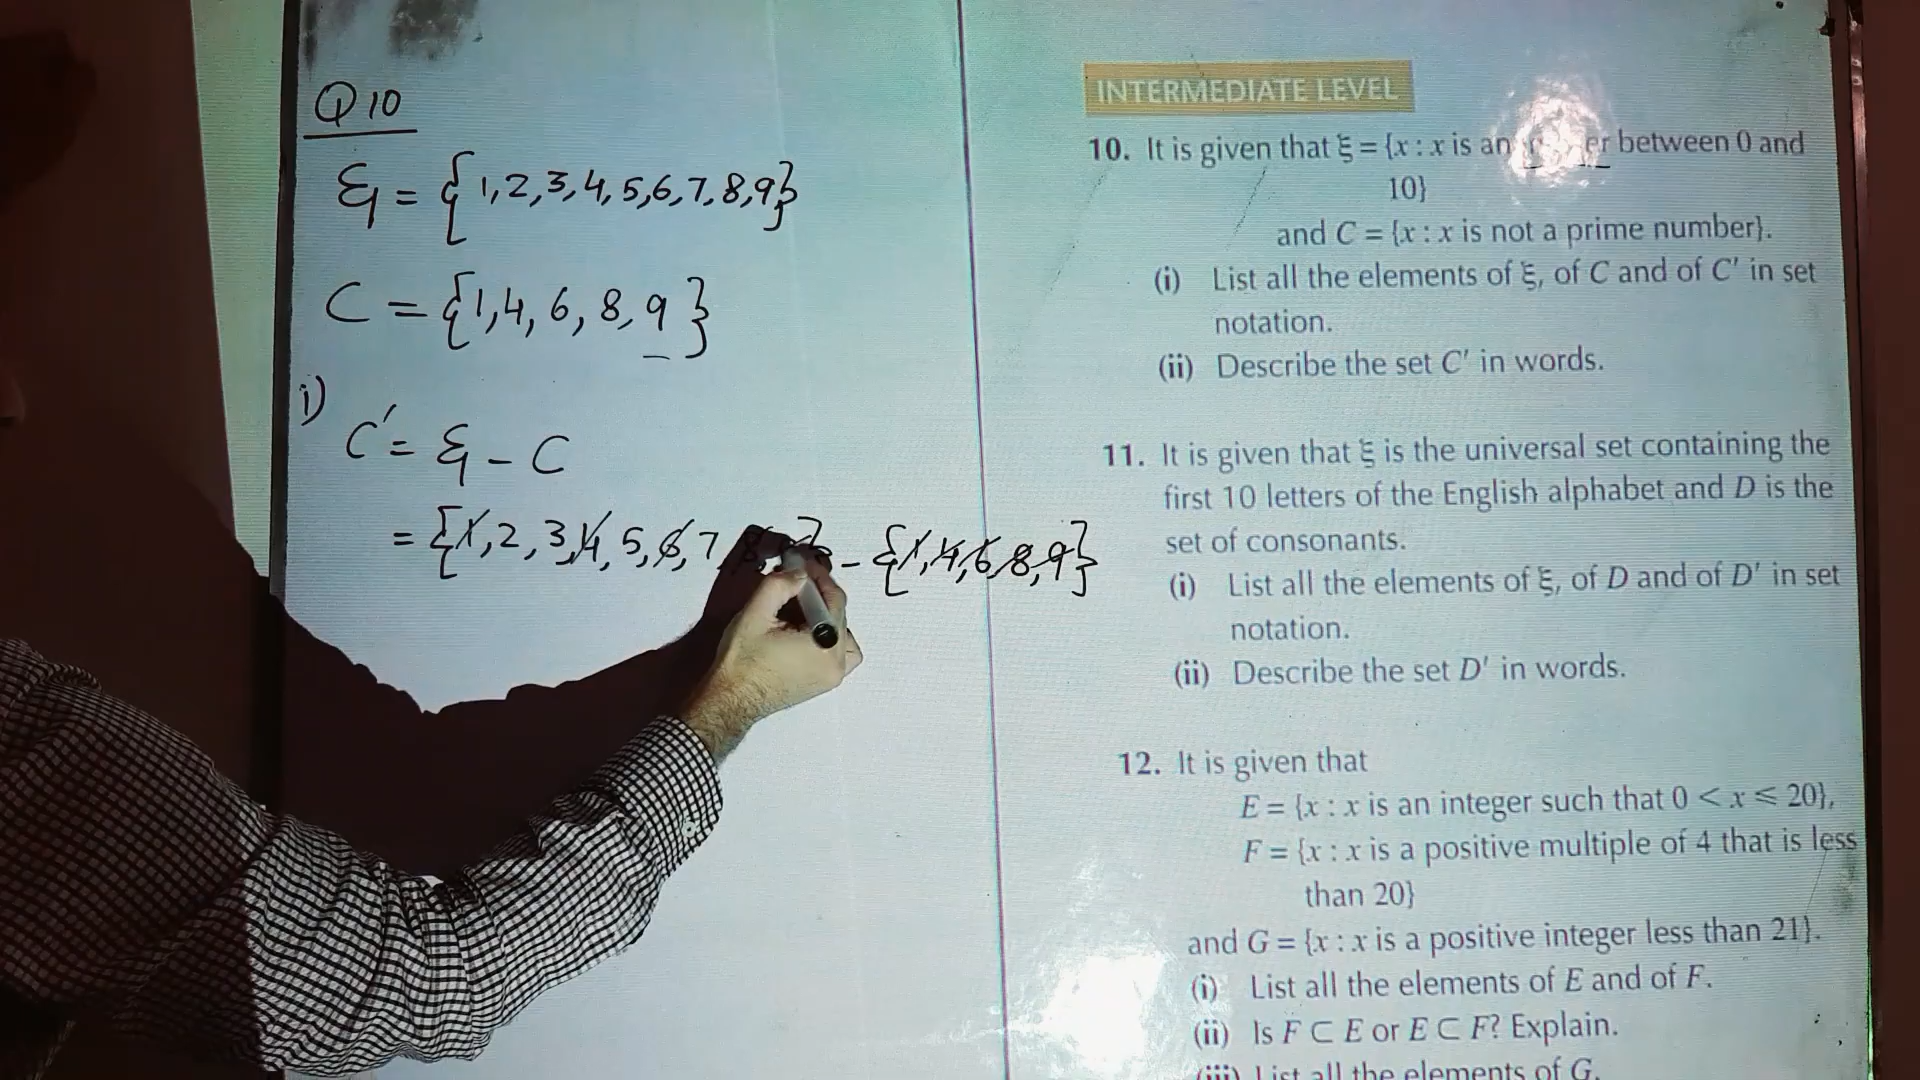 Q10
ξ = {1,2,3,4,5,6,7,8,9}
C = {1,4,6,8,9}
i)
C' = ξ - C
= {1,2,3,4,5,6,7, } - {1,4,6,8,9}
INTERMEDIATE LEVEL
10. It is given that ξ = {x : x is an between 0 and
10}
and C = {x : x is not a prime number}.
(i) List all the elements of ξ, of C and of C' in set
notation.
(ii) Describe the set C' in words.
11. It is given that ξ is the universal set containing the
first 10 letters of the English alphabet and D is the
set of consonants.
(i) List all the elements of ξ, of D and of D' in set
notation.
(ii) Describe the set D' in words.
12. It is given that
E = {x : x is an integer such that 0 < x ⩽ 20},
F = {x : x is a positive multiple of 4 that is less
than 20}
and G = {x : x is a positive integer less than 21}.
(i) List all the elements of E and of F.
(ii) Is F ⊂ E or E ⊂ F? Explain.
(iii) List all the elements of G.